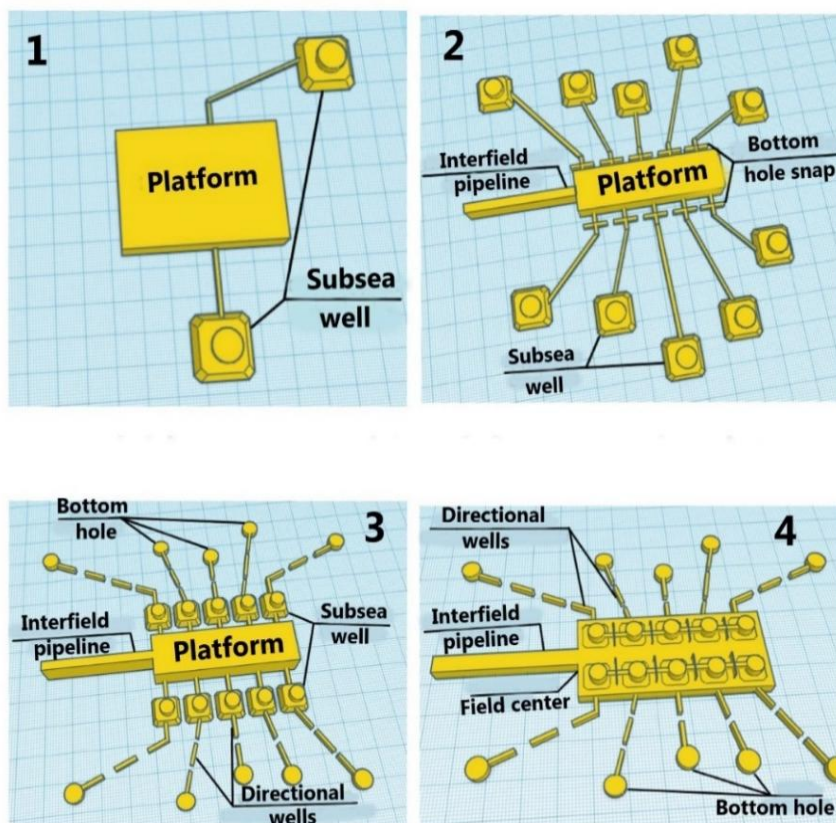 1
Platform
Subsea
well
2
Interfield
pipeline
Platform
Bottom
hole snap
Subsea
well
Bottom
hole
3
Interfield
pipeline
Platform
Subsea
well
Directional
wells
Directional
wells
4
Interfield
pipeline
Field center
Bottom hole